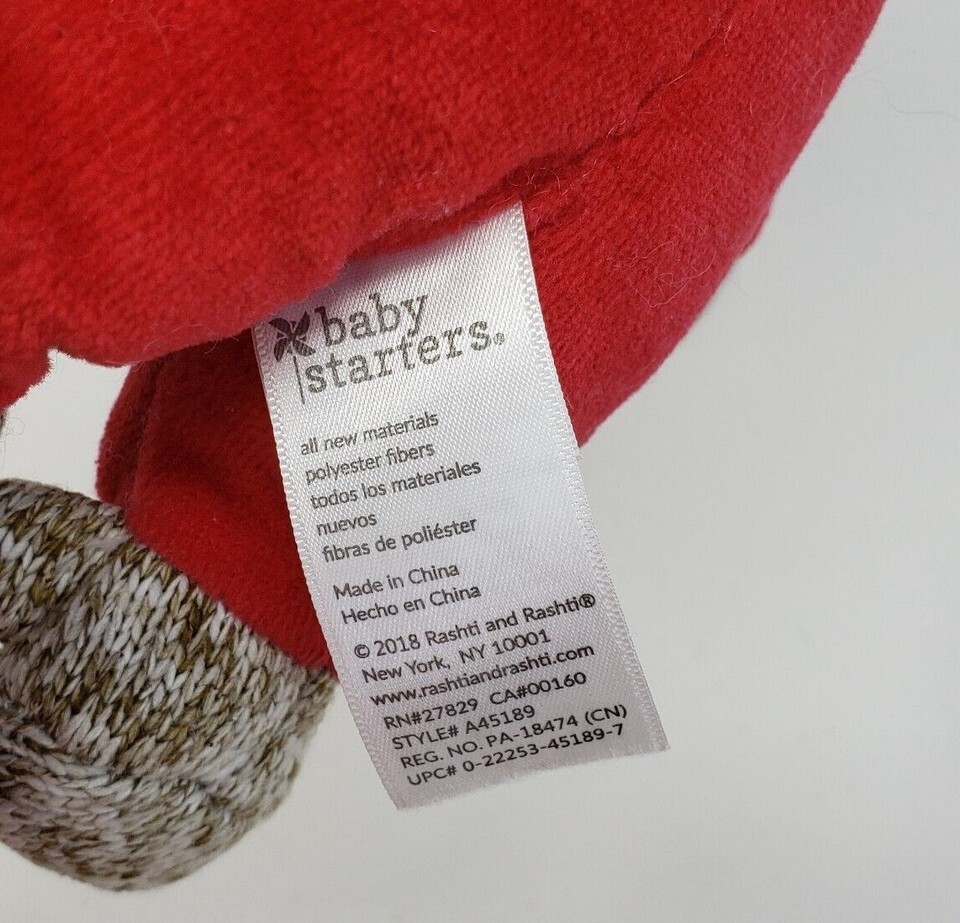 baby
starters.
all new materials
polyester fibers
todos los materiales
nuevos
fibras de poliéster
Made in China
Hecho en China
© 2018 Rashti and Rashti®
New York, NY 10001
www.rashtiandrashti.com
RN#27829 CA#00160
STYLE# A45189
REG. NO. PA-18474 (CN)
UPC# 0-22253-45189-7